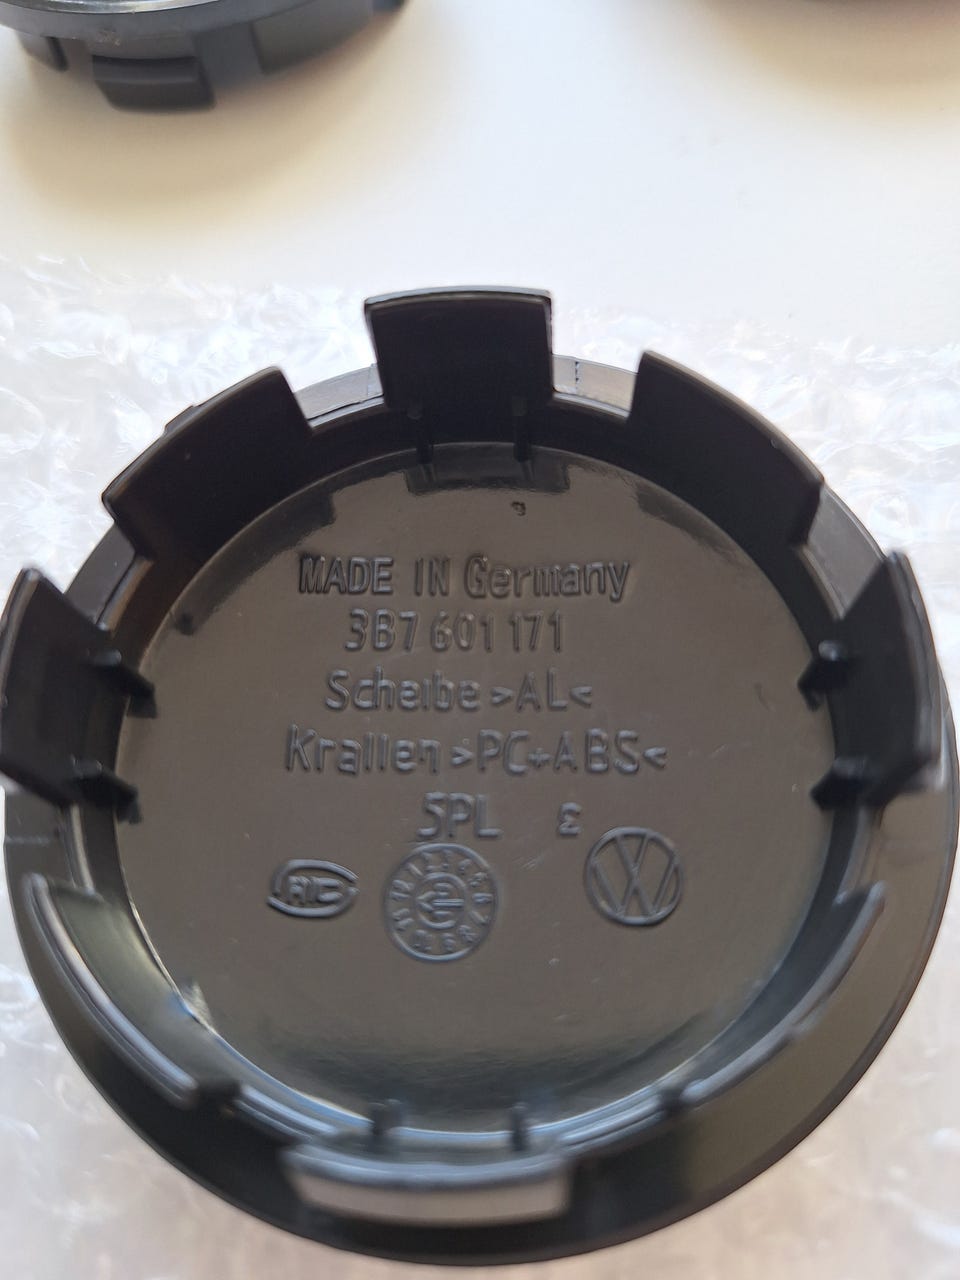 MADE IN Germany
3B7 601 171
Scheibe >AL<
Krallen >PC+ABS<
5PL